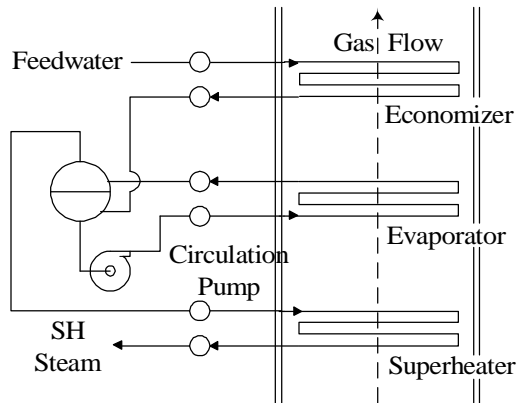 Gas Flow
Feedwater
Economizer
Evaporator
Circulation
Pump
SH
Steam
Superheater